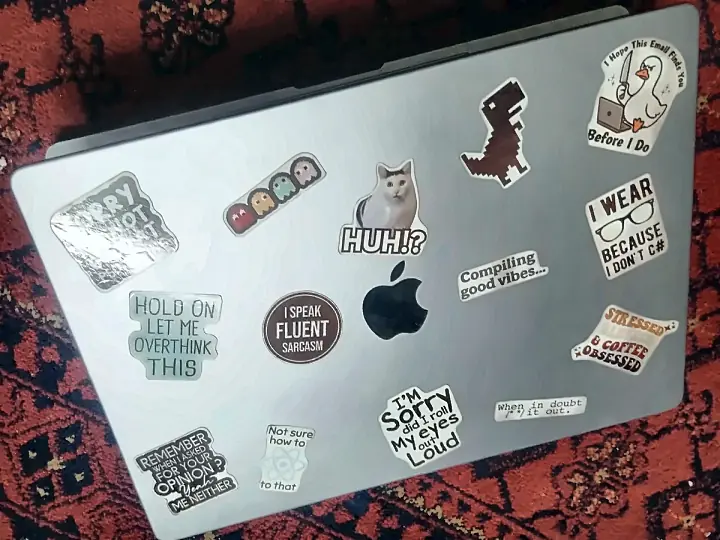 I Hope This Email Finds You
Before I Do
HUH!?
I WEAR
BECAUSE
I DON'T C#
Compiling
good vibes...
HOLD ON
LET ME
OVERTHINK
THIS
I SPEAK
FLUENT
SARCASM
STRESSED
& COFFEE
OBSESSED
I'M
Sorry
did I roll
My eyes
out
Loud
When in doubt
/**/it out.
REMEMBER
WHEN I ASKED
FOR YOUR
OPINION?
Yeah
ME NEITHER
Not sure
how to
to that